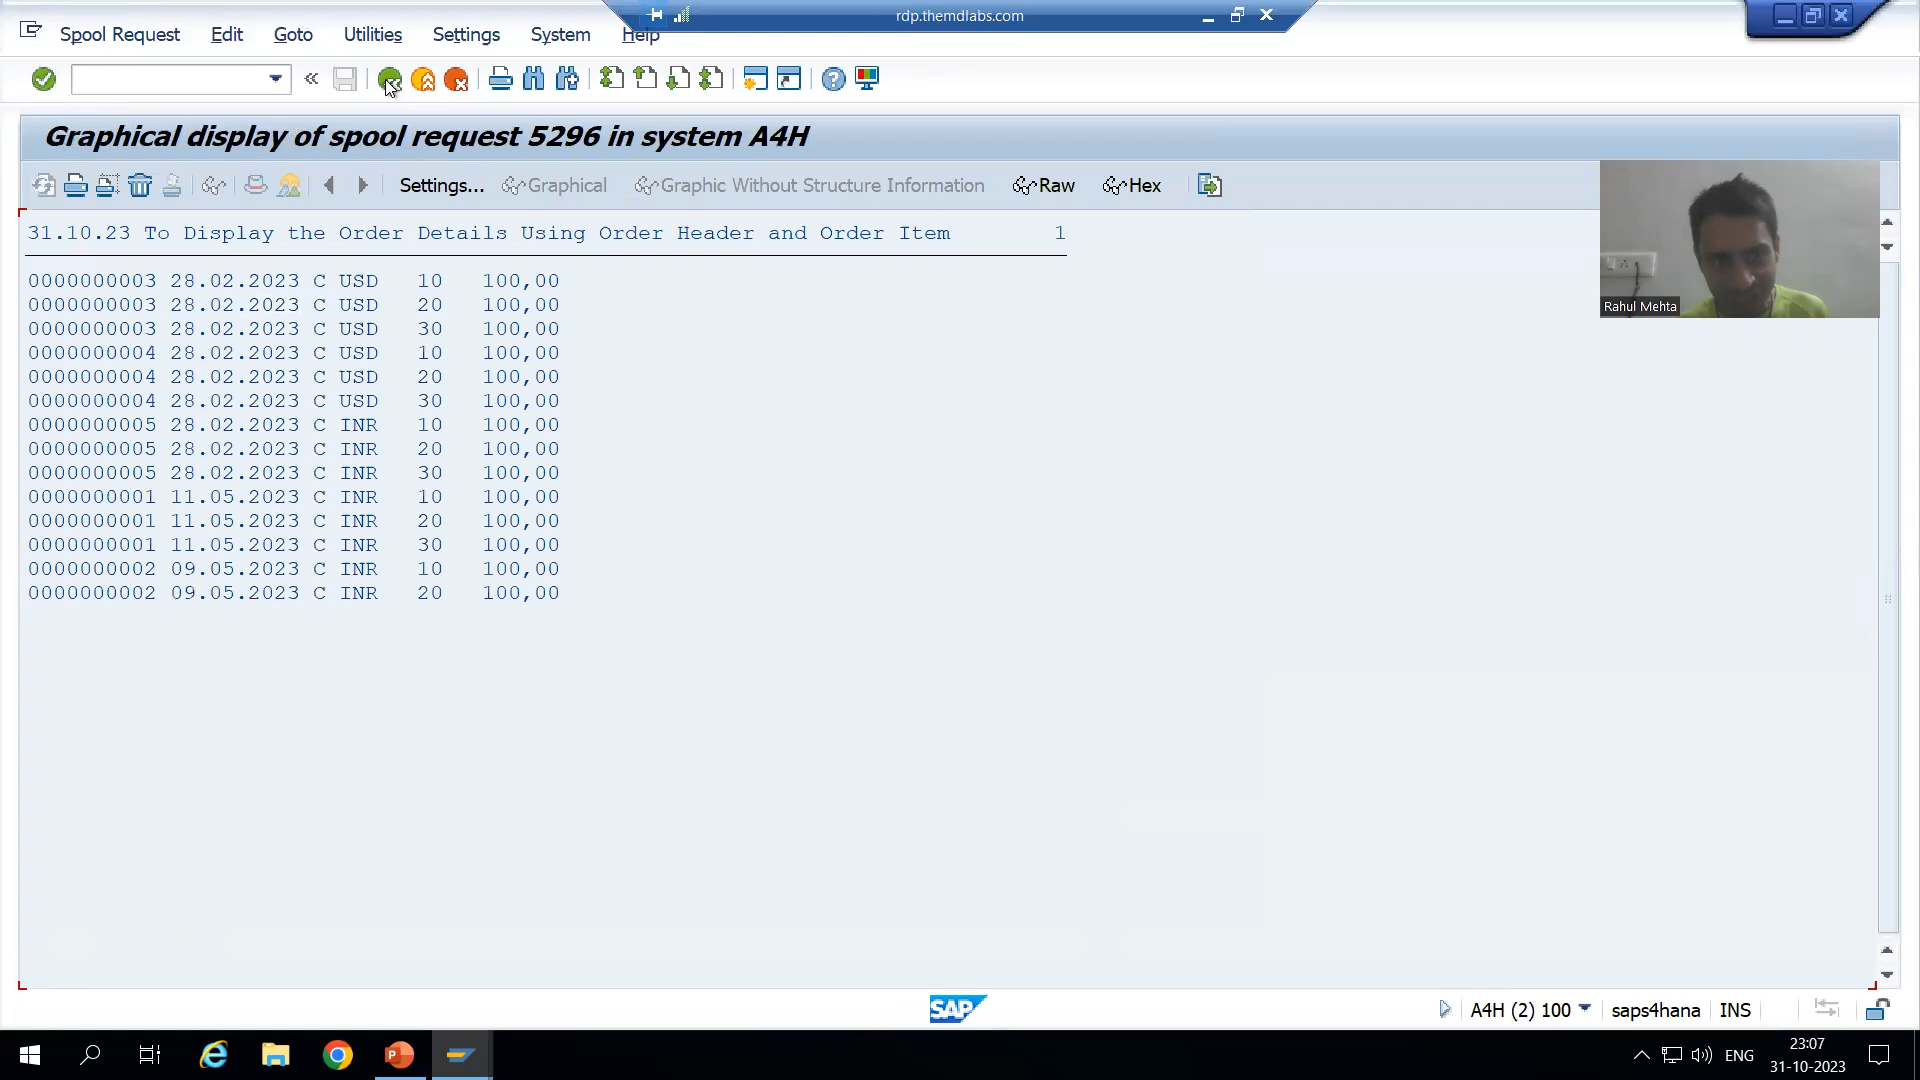 rdp.themdlabs.com
Spool Request Edit Goto Utilities Settings System Help
Graphical display of spool request 5296 in system A4H
Settings... Graphical Graphic Without Structure Information Raw Hex
31.10.23 To Display the Order Details Using Order Header and Order Item 1
0000000003 28.02.2023 C USD 10 100,00
0000000003 28.02.2023 C USD 20 100,00
0000000003 28.02.2023 C USD 30 100,00
0000000004 28.02.2023 C USD 10 100,00
0000000004 28.02.2023 C USD 20 100,00
0000000004 28.02.2023 C USD 30 100,00
0000000005 28.02.2023 C INR 10 100,00
0000000005 28.02.2023 C INR 20 100,00
0000000005 28.02.2023 C INR 30 100,00
0000000001 11.05.2023 C INR 10 100,00
0000000001 11.05.2023 C INR 20 100,00
0000000001 11.05.2023 C INR 30 100,00
0000000002 09.05.2023 C INR 10 100,00
0000000002 09.05.2023 C INR 20 100,00
Rahul Mehta
SAP
A4H (2) 100 saps4hana INS
ENG
23:07
31-10-2023